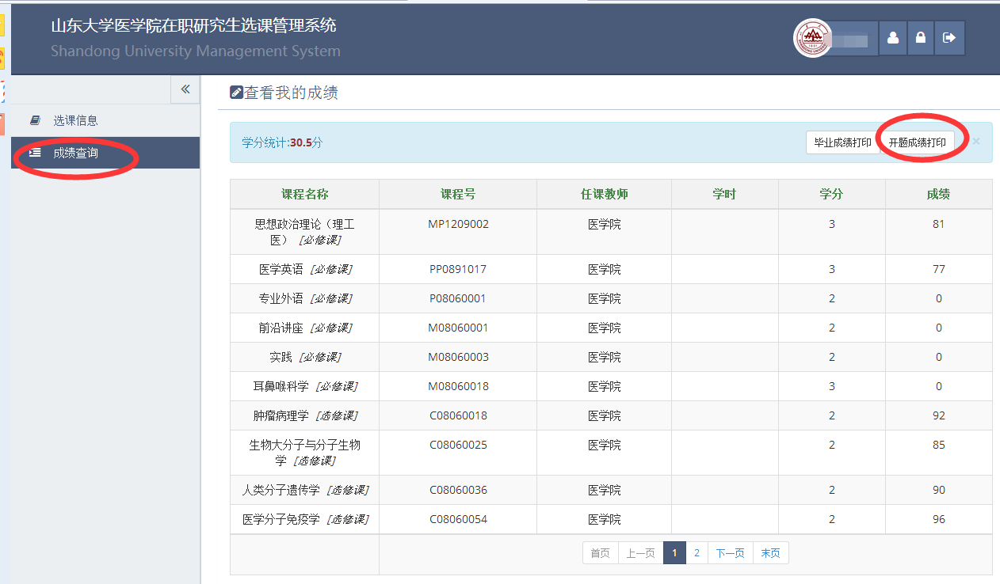 山东大学医学院在职研究生选课管理系统
Shandong University Management System
选课信息
成绩查询
查看我的成绩
学分统计:30.5分 毕业成绩打印 开题成绩打印 ×
课程名称 课程号 任课教师 学时 学分 成绩
思想政治理论（理工 MP1209002 医学院 3 81
医） [必修课]
医学英语 [必修课] PP0891017 医学院 3 77
专业外语 [必修课] P08060001 医学院 2 0
前沿讲座 [必修课] M08060001 医学院 2 0
实践 [必修课] M08060003 医学院 2 0
耳鼻喉科学 [必修课] M08060018 医学院 3 0
肿瘤病理学 [选修课] C08060018 医学院 2 92
生物大分子与分子生物 C08060025 医学院 2 85
学 [选修课]
人类分子遗传学 [选修课] C08060036 医学院 2 90
医学分子免疫学 [选修课] C08060054 医学院 2 96
首页 上一页 1 2 下一页 末页